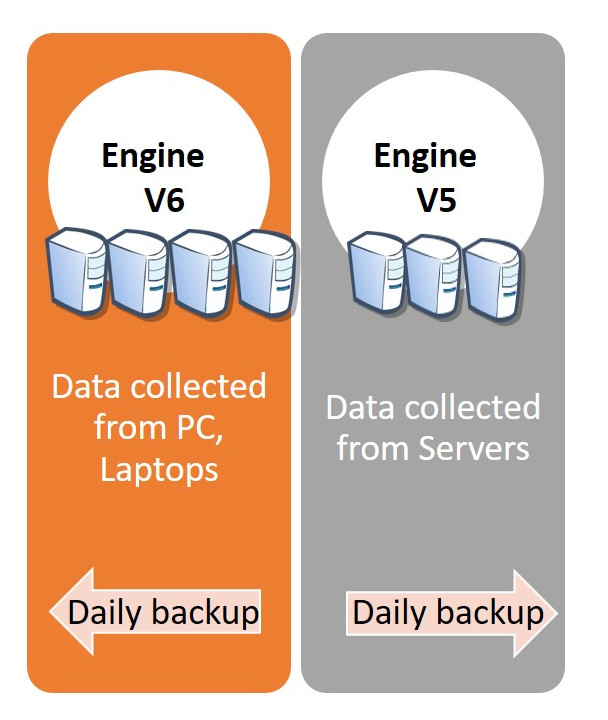 Engine
V6
Data collected
from PC,
Laptops
Daily backup
Engine
V5
Data collected
from Servers
Daily backup